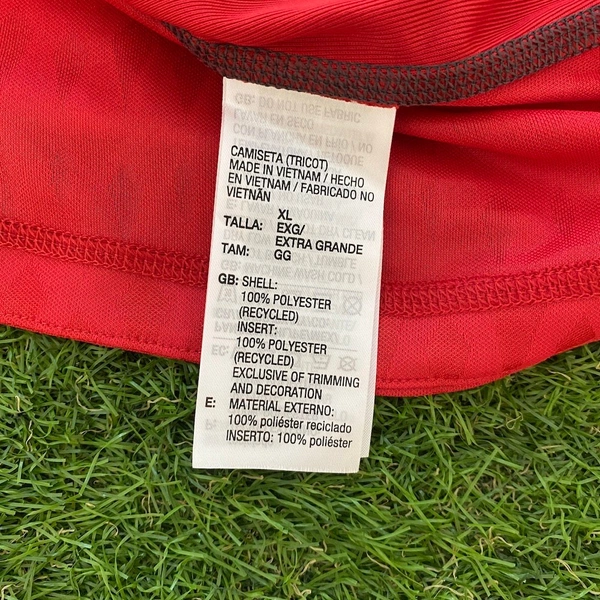 CAMISETA (TRICOT)
MADE IN VIETNAM / HECHO
EN VIETNAM / FABRICADO NO
VIETNÃN
XL
TALLA: EXG/
EXTRA GRANDE
TAM: GG
GB: SHELL:
100% POLYESTER
(RECYCLED)
INSERT:
100% POLYESTER
(RECYCLED)
EXCLUSIVE OF TRIMMING
AND DECORATION
E: MATERIAL EXTERNO:
100% poliéster reciclado
INSERTO: 100% poliéster